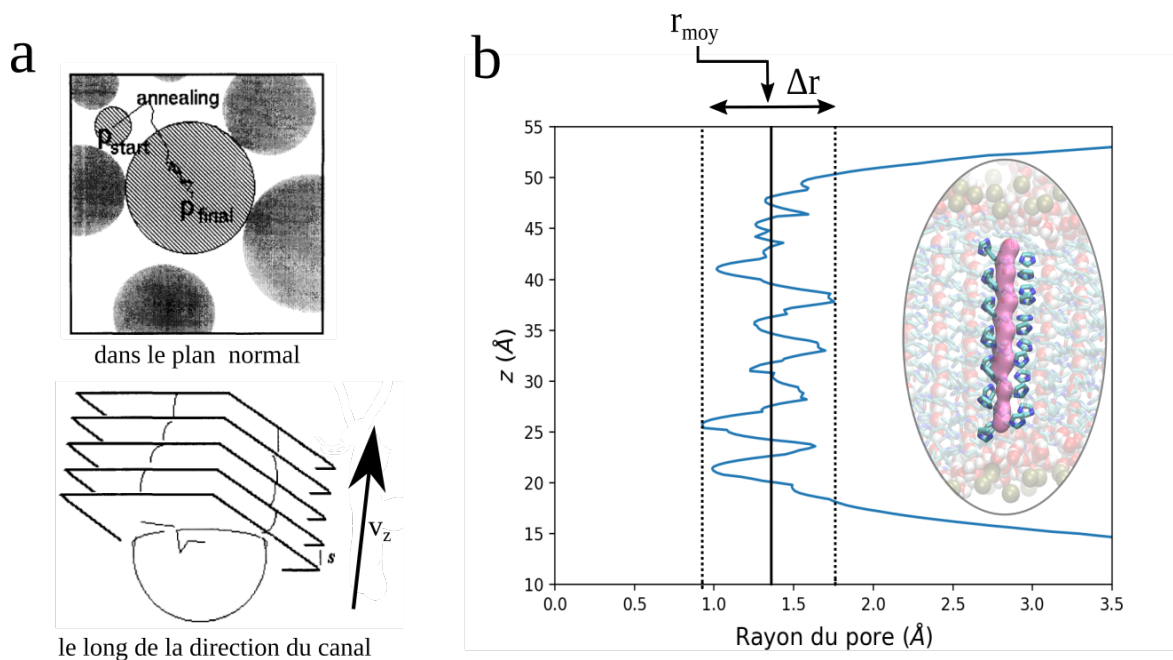 a
annealing
Pstart
Pfinal
dans le plan normal
s
vz
le long de la direction du canal
b
rmoy
Δr
55
50
45
40
35
30
25
20
15
10
z (Å)
0.0 0.5 1.0 1.5 2.0 2.5 3.0 3.5
Rayon du pore (Å)